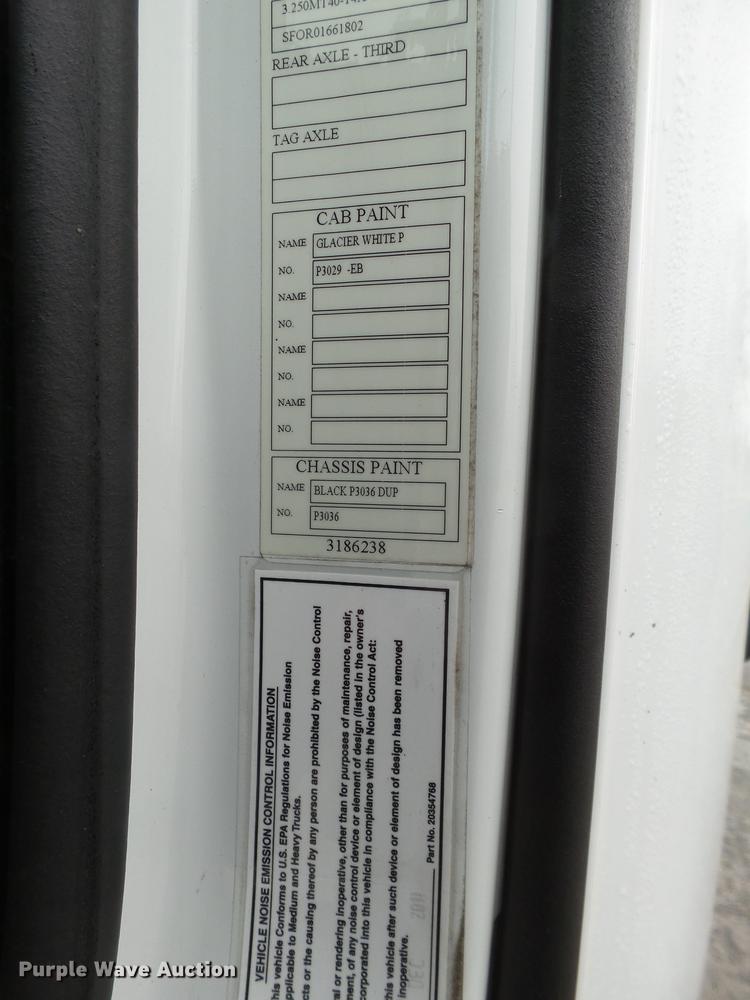 SFOR01661802
REAR AXLE - THIRD
TAG AXLE
CAB PAINT
NAME GLACIER WHITE P
NO. P3029 -EB
NAME
NO.
NAME
NO.
NAME
NO.
CHASSIS PAINT
NAME BLACK P3036 DUP
NO. P3036
3186238
VEHICLE NOISE EMISSION CONTROL INFORMATION
his vehicle Conforms to U.S. EPA Regulations for Noise Emission
pplicable to Medium and Heavy Trucks.
cts or the causing thereof by any person are prohibited by the Noise Control
al or rendering inoperative, other than for purposes of maintenance, repair,
ment, of any noise control device or element of design (listed in the owner's
corporated into this vehicle in compliance with the Noise Control Act:
his vehicle after such device or element of design has been removed
inoperative.
Part No. 20354768
DEC 2011
Purple Wave Auction